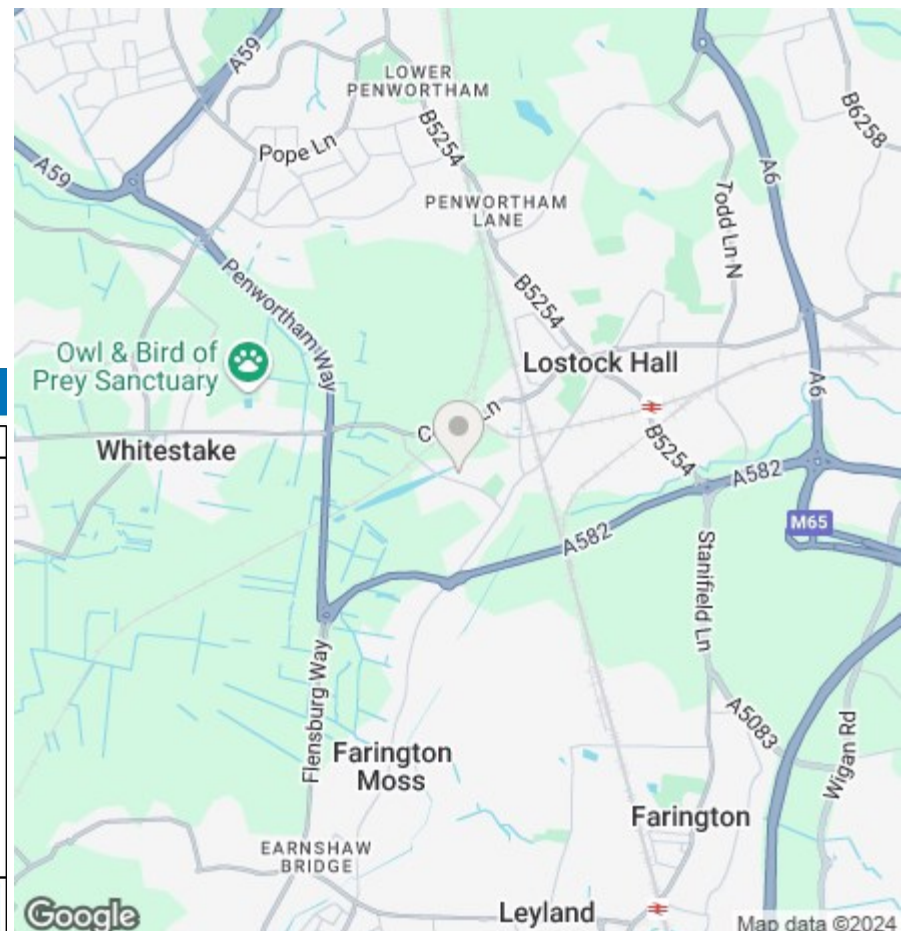 A59
LOWER
PENWORTHAM
B6258
Pope Ln
B5254
A59
A6
PENWORTHAM
LANE
Todd Ln N
Penwortham Way
B5254
Owl & Bird of
Prey Sanctuary
Lostock Hall
A6
Whitestake
B5254
A582
M65
A582
Stanifield Ln
Flensburg Way
A5083
Wigan Rd
Farington
Moss
Farington
EARNSHAW
BRIDGE
Leyland
Google
Map data ©2024